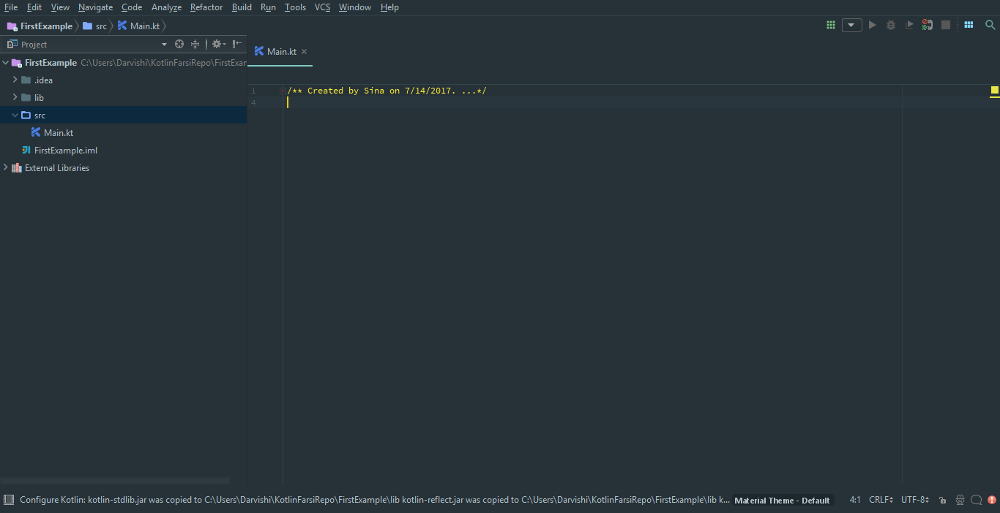 File Edit View Navigate Code Analyze Refactor Build Run Tools VCS Window Help
FirstExample src Main.kt
Project
Main.kt
FirstExample C:\Users\Darvishi\KotlinFarsiRepo\FirstExar
.idea
lib
src
Main.kt
FirstExample.iml
External Libraries
1 /** Created by Sina on 7/14/2017. ...*/
4
Configure Kotlin: kotlin-stdlib.jar was copied to C:\Users\Darvishi\KotlinFarsiRepo\FirstExample\lib kotlin-reflect.jar was copied to C:\Users\Darvishi\KotlinFarsiRepo\FirstExample\lib k... Material Theme - Default 4:1 CRLF UTF-8